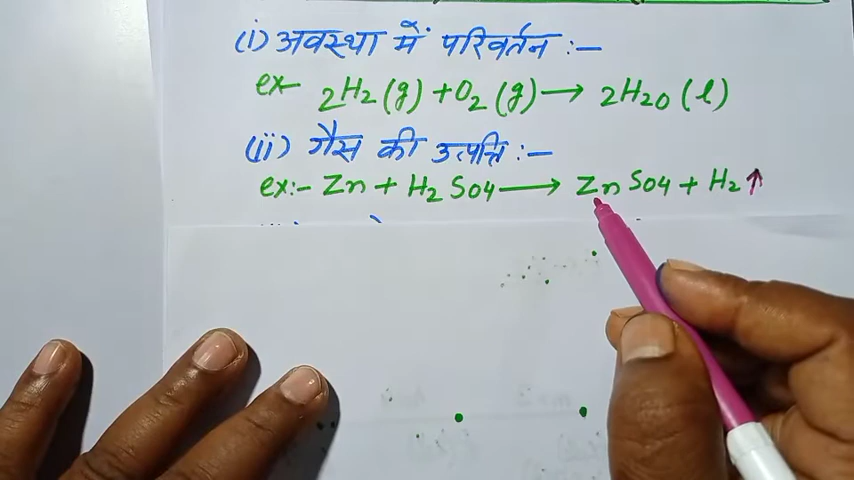 (i) अवस्था में परिवर्तन :-
ex- 2H2 (g) + O2 (g) → 2H2O (l)
(ii) गैस की उत्पत्ति :-
ex:- Zn + H2 SO4 → Zn SO4 + H2 ↑